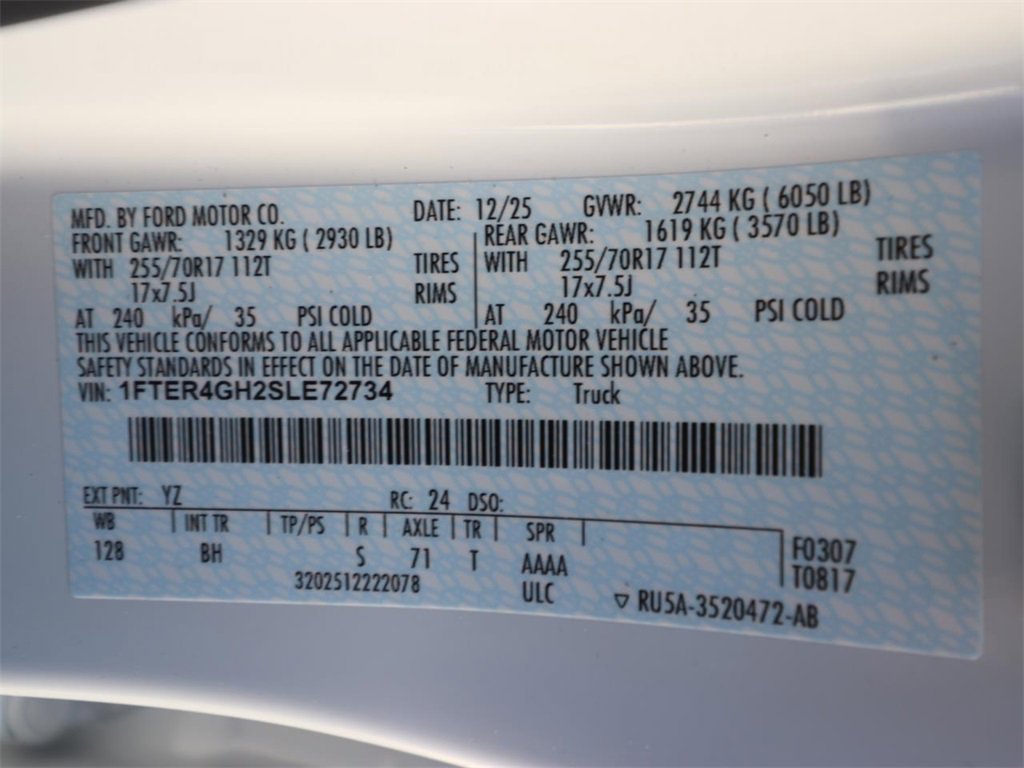 MFD. BY FORD MOTOR CO. DATE: 12/25 GVWR: 2744 KG ( 6050 LB)
FRONT GAWR: 1329 KG ( 2930 LB) REAR GAWR: 1619 KG ( 3570 LB)
WITH 255/70R17 112T TIRES WITH 255/70R17 112T TIRES
17x7.5J RIMS 17x7.5J RIMS
AT 240 kPa/ 35 PSI COLD AT 240 kPa/ 35 PSI COLD
THIS VEHICLE CONFORMS TO ALL APPLICABLE FEDERAL MOTOR VEHICLE
SAFETY STANDARDS IN EFFECT ON THE DATE OF MANUFACTURE SHOWN ABOVE.
VIN: 1FTER4GH2SLE72734 TYPE: Truck
EXT PNT: YZ RC: 24 DSO:
WB INT TR TP/PS R AXLE TR SPR
128 BH S 71 T AAAA F0307
3202512222078 ULC T0817
▽ RU5A-3520472-AB